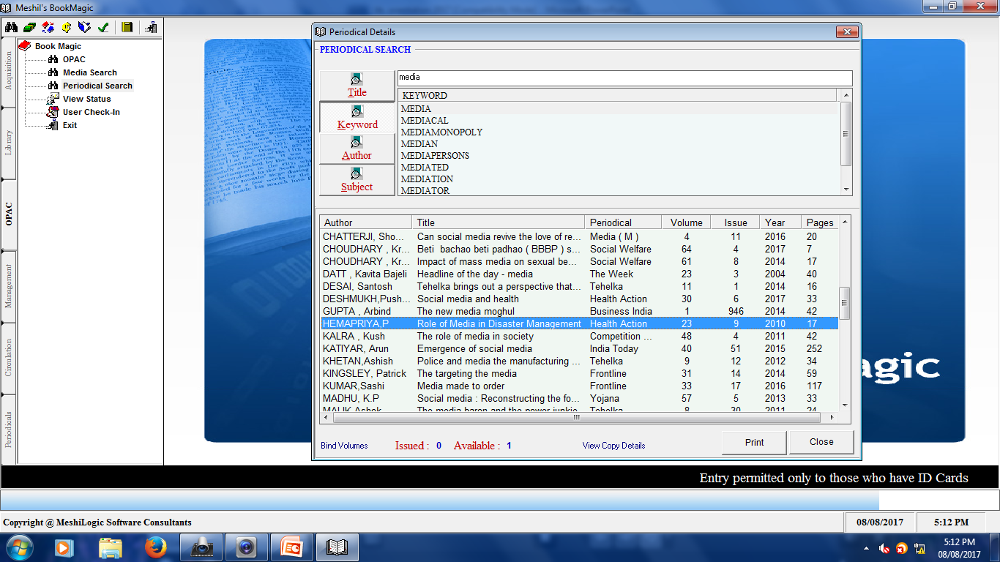 Meshil's BookMagic
Acquisition
Library
OPAC
Management
Circulation
Periodicals
Book Magic
OPAC
Media Search
Periodical Search
View Status
User Check-In
Exit
Periodical Details
PERIODICAL SEARCH
Title
Keyword
Author
Subject
media
KEYWORD
MEDIA
MEDIACAL
MEDIAMONOPOLY
MEDIAN
MEDIAPERSONS
MEDIATED
MEDIATION
MEDIATOR
Author Title Periodical Volume Issue Year Pages
CHATTERJI, Sho... Can social media revive the love of re... Media ( M ) 4 11 2016 20
CHOUDHARY , Kr... Beti bachao beti padhao ( BBBP ) s... Social Welfare 64 4 2017 7
CHOUDHARY , Kr... Impact of mass media on sexual be... Social Welfare 61 8 2014 17
DATT , Kavita Bajeli Headline of the day - media The Week 23 3 2004 40
DESAI, Santosh Tehelka brings out a perspective that... Tehelka 11 1 2014 16
DESHMUKH,Push... Social media and health Health Action 30 6 2017 33
GUPTA , Arbind The new media moghul Business India 1 946 2014 42
HEMAPRIYA,P Role of Media in Disaster Management Health Action 23 9 2010 17
KALRA , Kush The role of media in society Competition ... 48 4 2011 42
KATIYAR, Arun Emergence of social media India Today 40 51 2015 252
KHETAN,Ashish Police and media the manufacturing ... Tehelka 9 12 2012 34
KINGSLEY, Patrick The targeting the media Frontline 31 14 2014 59
KUMAR,Sashi Media made to order Frontline 33 17 2016 117
MADHU, K.P Social media : Reconstructing the fo... Yojana 57 5 2013 33
MALIK,Ashok The media baron and the power junkie Tehelka 8 30 2011 24
Bind Volumes Issued : 0 Available : 1 View Copy Details Print Close
agic
Entry permitted only to those who have ID Cards
Copyright @ MeshiLogic Software Consultants 08/08/2017 5:12 PM
5:12 PM
08/08/2017